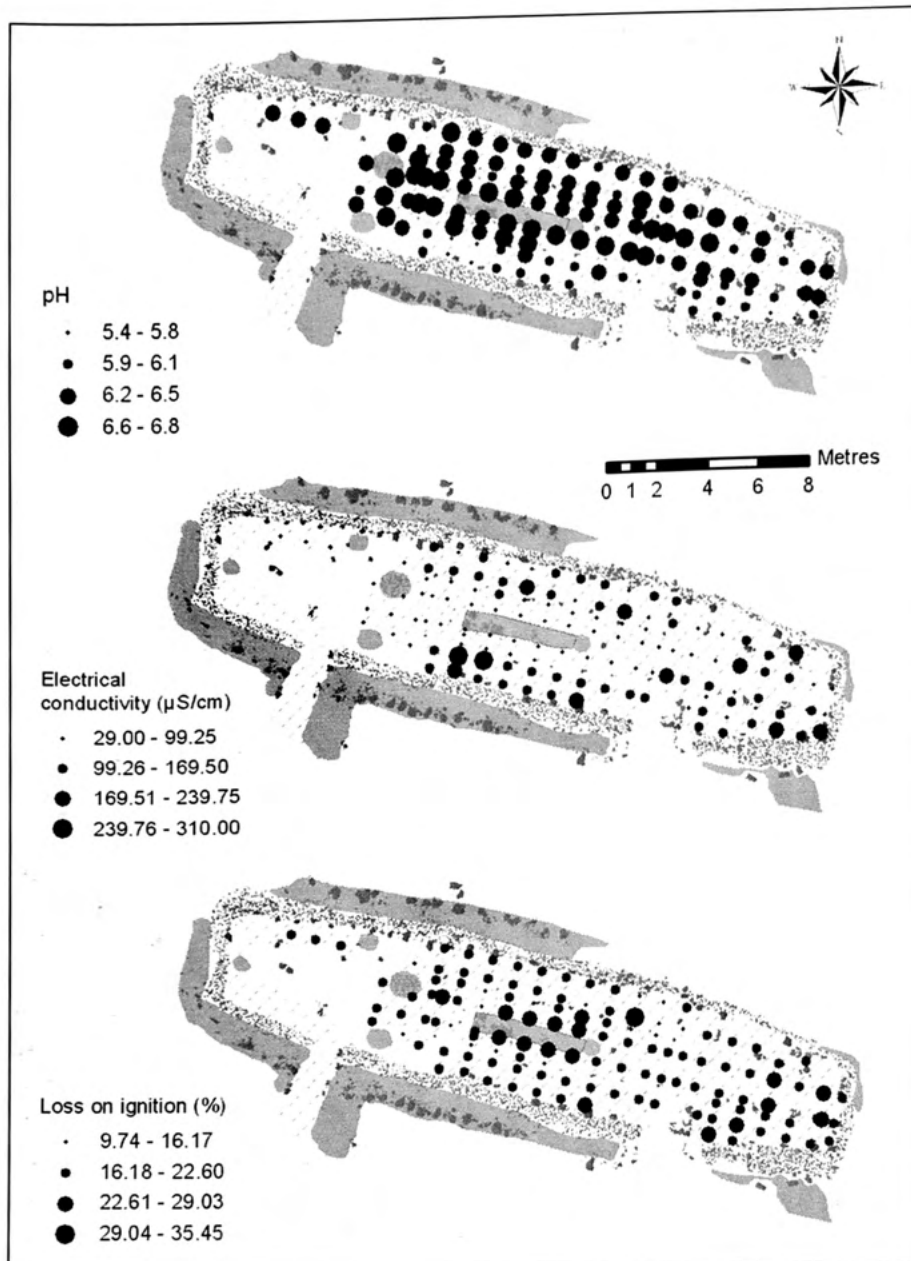 N
W
pH
5.4 - 5.8
5.9 - 6.1
6.2 - 6.5
6.6 - 6.8
Metres
0 1 2 4 6 8
Electrical
conductivity (µS/cm)
29.00 - 99.25
99.26 - 169.50
169.51 - 239.75
239.76 - 310.00
Loss on ignition (%)
9.74 - 16.17
16.18 - 22.60
22.61 - 29.03
29.04 - 35.45